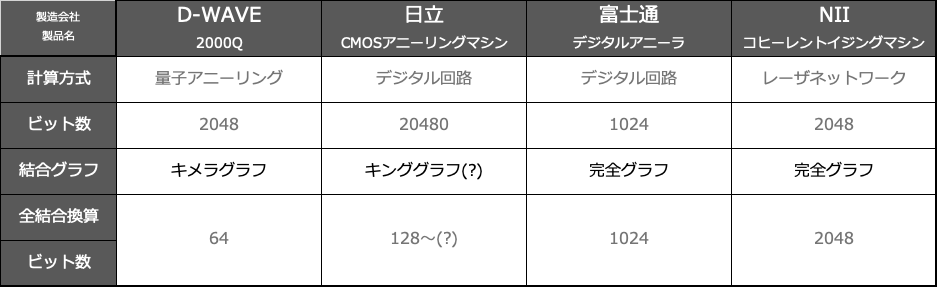 製造会社
製品名
D-WAVE
2000Q
日立
CMOSアニーリングマシン
富士通
デジタルアニーラ
NII
コヒーレントイジングマシン
計算方式
量子アニーリング
デジタル回路
デジタル回路
レーザネットワーク
ビット数
2048
20480
1024
2048
結合グラフ
キメラグラフ
キンググラフ(?)
完全グラフ
完全グラフ
全結合換算
ビット数
64
128〜(?)
1024
2048